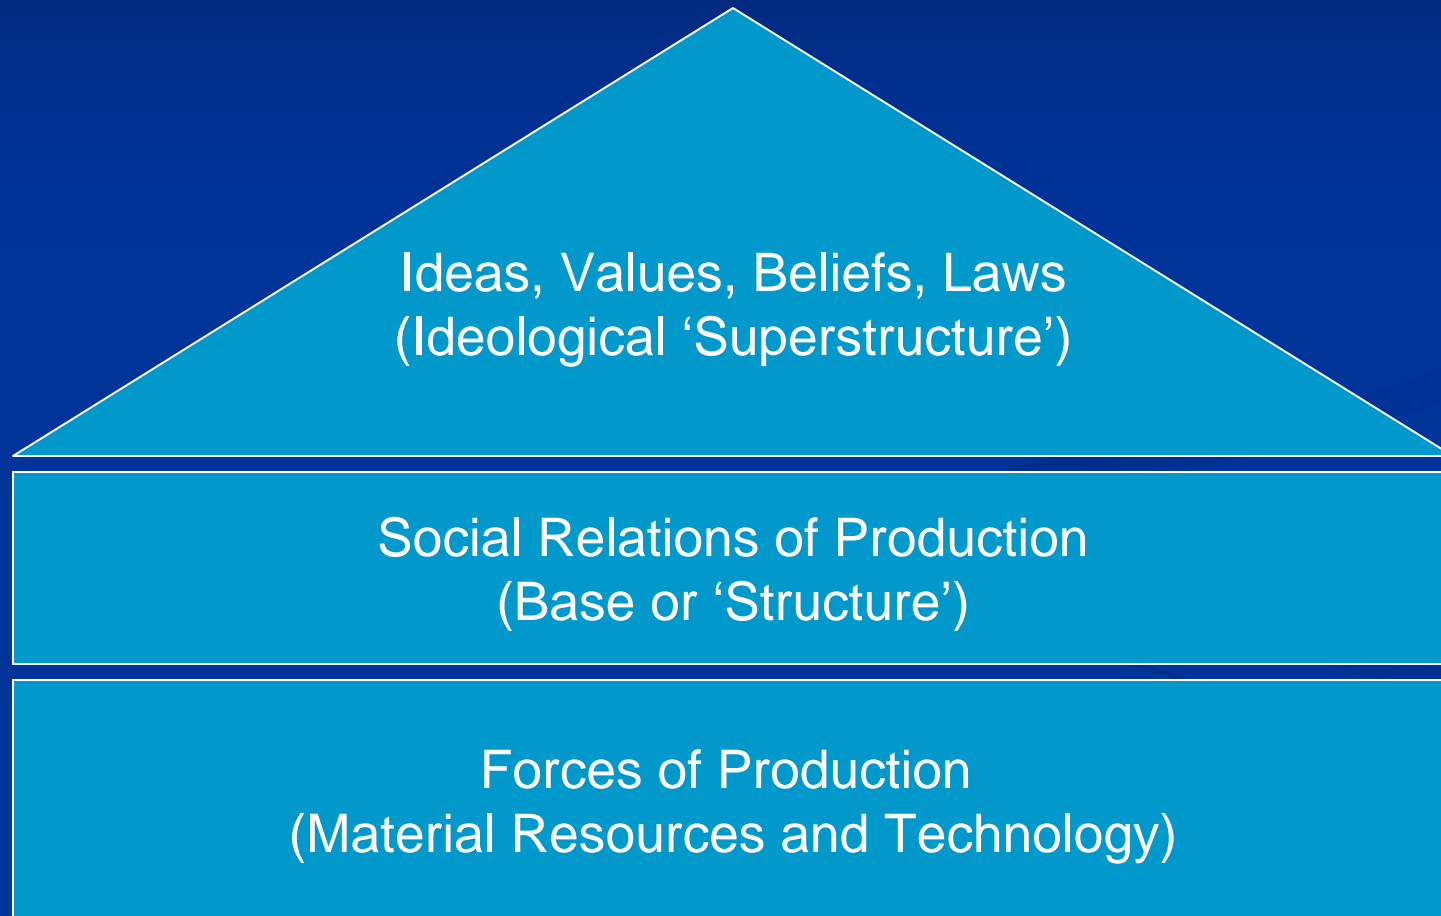 Ideas, Values, Beliefs, Laws
(Ideological ‘Superstructure’)
Social Relations of Production
(Base or ‘Structure’)
Forces of Production
(Material Resources and Technology)